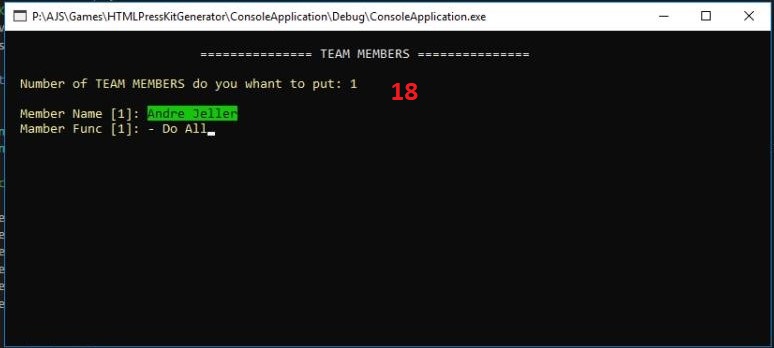 P:\AJS\Games\HTMLPressKitGenerator\ConsoleApplication\Debug\ConsoleApplication.exe
=============== TEAM MEMBERS ===============
Number of TEAM MEMBERS do you whant to put: 1
18
Member Name [1]: Andre Jeller
Mamber Func [1]: - Do All